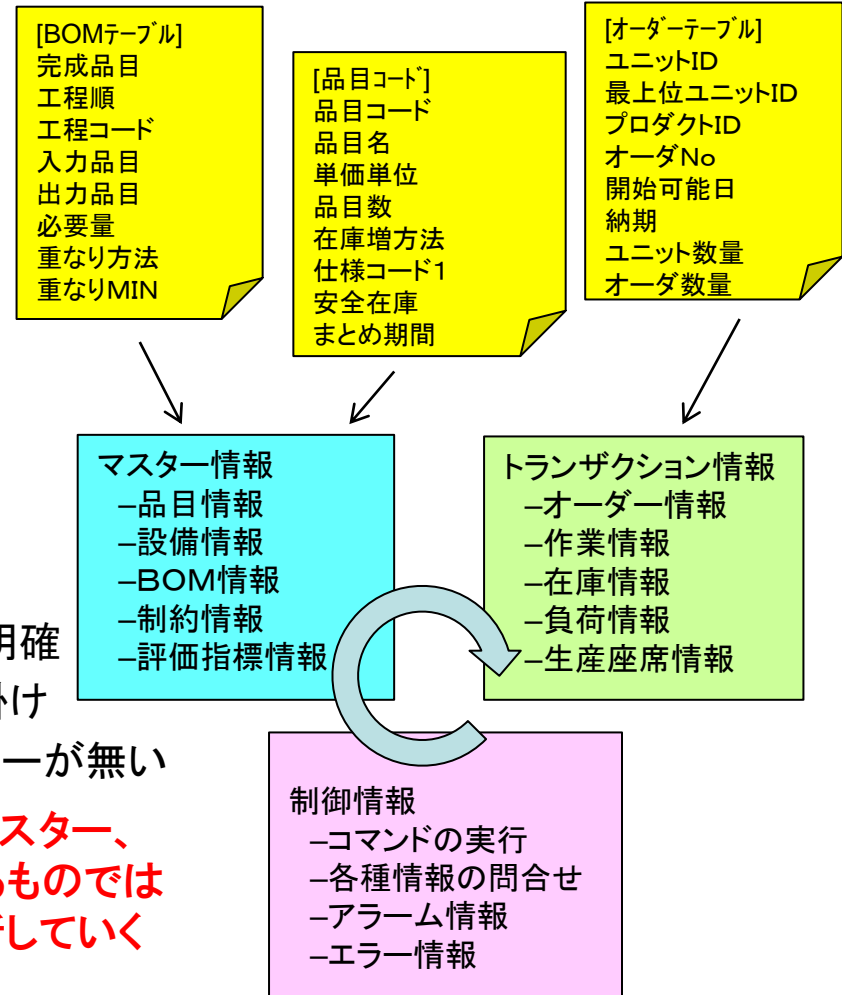 [BOMﾃｰﾌﾞﾙ]
完成品目
工程順
工程コード
入力品目
出力品目
必要量
重なり方法
重なりMIN
[品目ｺｰﾄﾞ]
品目コード
品目名
単価単位
品目数
在庫増方法
仕様コード1
安全在庫
まとめ期間
[ｵｰﾀﾞｰﾃｰﾌﾞﾙ]
ユニットID
最上位ユニットID
プロダクトID
オーダNo
開始可能日
納期
ユニット数量
オーダ数量
マスター情報
–品目情報
–設備情報
–BOM情報
–制約情報
–評価指標情報
トランザクション情報
–オーダー情報
–作業情報
–在庫情報
–負荷情報
–生産座席情報
明確
掛け
ーが無い
スター、
るものでは
新していく
制御情報
–コマンドの実行
–各種情報の問合せ
–アラーム情報
–エラー情報